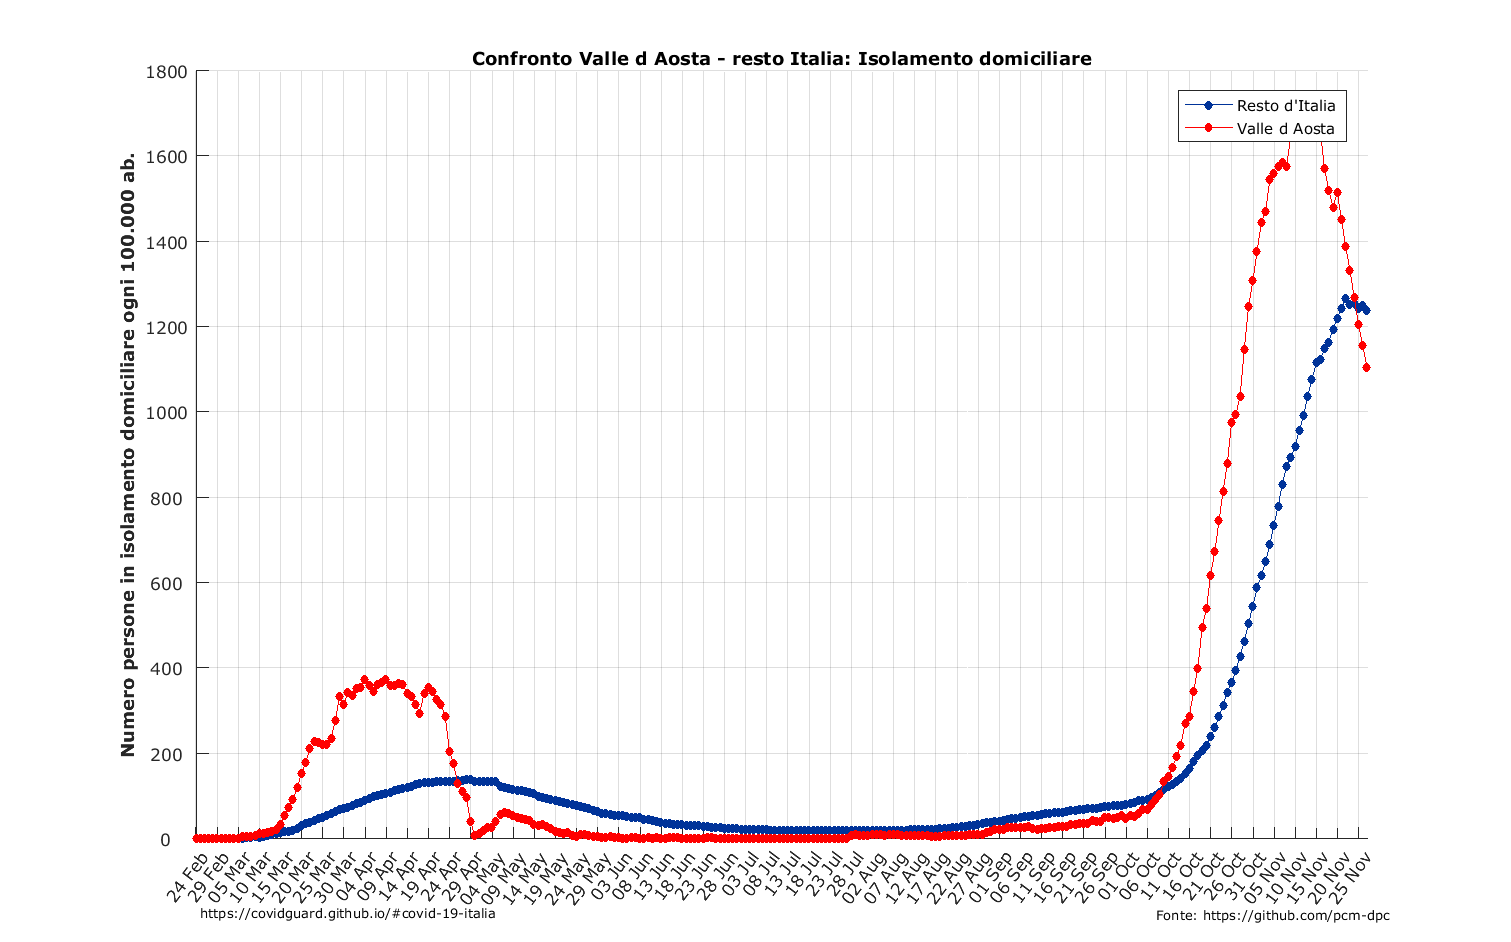 Confronto Valle d Aosta - resto Italia: Isolamento domiciliare
Numero persone in isolamento domiciliare ogni 100.000 ab.
1800
1600
1400
1200
1000
800
600
400
200
0
Resto d'Italia
Valle d Aosta
24 Feb
29 Feb
05 Mar
10 Mar
15 Mar
20 Mar
25 Mar
30 Mar
04 Apr
09 Apr
14 Apr
19 Apr
24 Apr
29 Apr
04 May
09 May
14 May
19 May
24 May
29 May
03 Jun
08 Jun
13 Jun
18 Jun
23 Jun
28 Jun
03 Jul
08 Jul
13 Jul
18 Jul
23 Jul
28 Jul
02 Aug
07 Aug
12 Aug
17 Aug
22 Aug
27 Aug
01 Sep
06 Sep
11 Sep
16 Sep
21 Sep
26 Sep
01 Oct
06 Oct
11 Oct
16 Oct
21 Oct
26 Oct
31 Oct
05 Nov
10 Nov
15 Nov
20 Nov
25 Nov
https://covidguard.github.io/#covid-19-italia
Fonte: https://github.com/pcm-dpc